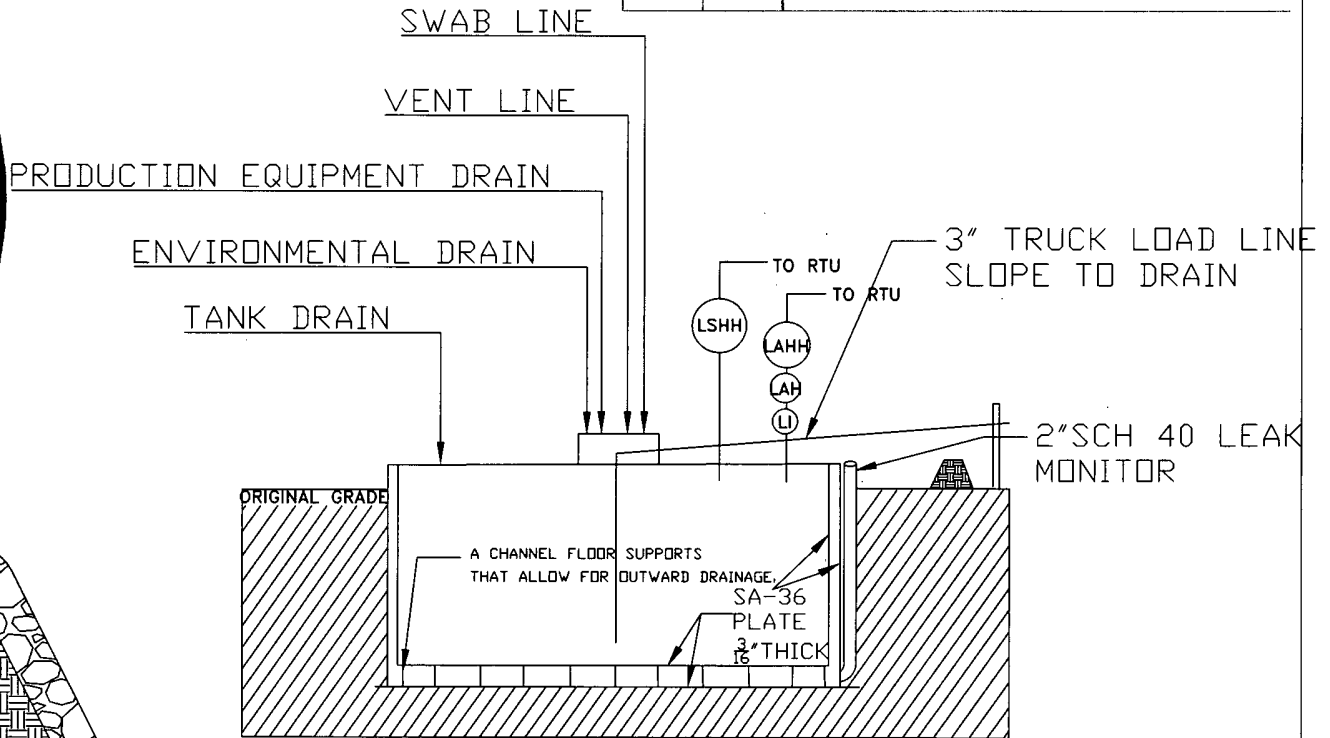 SWAB LINE
VENT LINE
PRODUCTION EQUIPMENT DRAIN
ENVIRONMENTAL DRAIN
TANK DRAIN
TO RTU
TO RTU
3" TRUCK LOAD LINE
SLOPE TO DRAIN
LSHH
LAHH
LAH
LI
2"SCH 40 LEAK
MONITOR
ORIGINAL GRADE
A CHANNEL FLOOR SUPPORTS
THAT ALLOW FOR OUTWARD DRAINAGE,
SA-36
PLATE
3/16"THICK